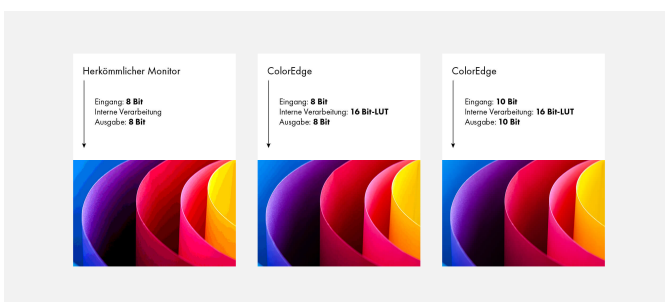 Herkömmlicher Monitor
Eingang: 8 Bit
Interne Verarbeitung
Ausgabe: 8 Bit
ColorEdge
Eingang: 8 Bit
Interne Verarbeitung: 16 Bit-LUT
Ausgabe: 8 Bit
ColorEdge
Eingang: 10 Bit
Interne Verarbeitung: 16 Bit-LUT
Ausgabe: 10 Bit